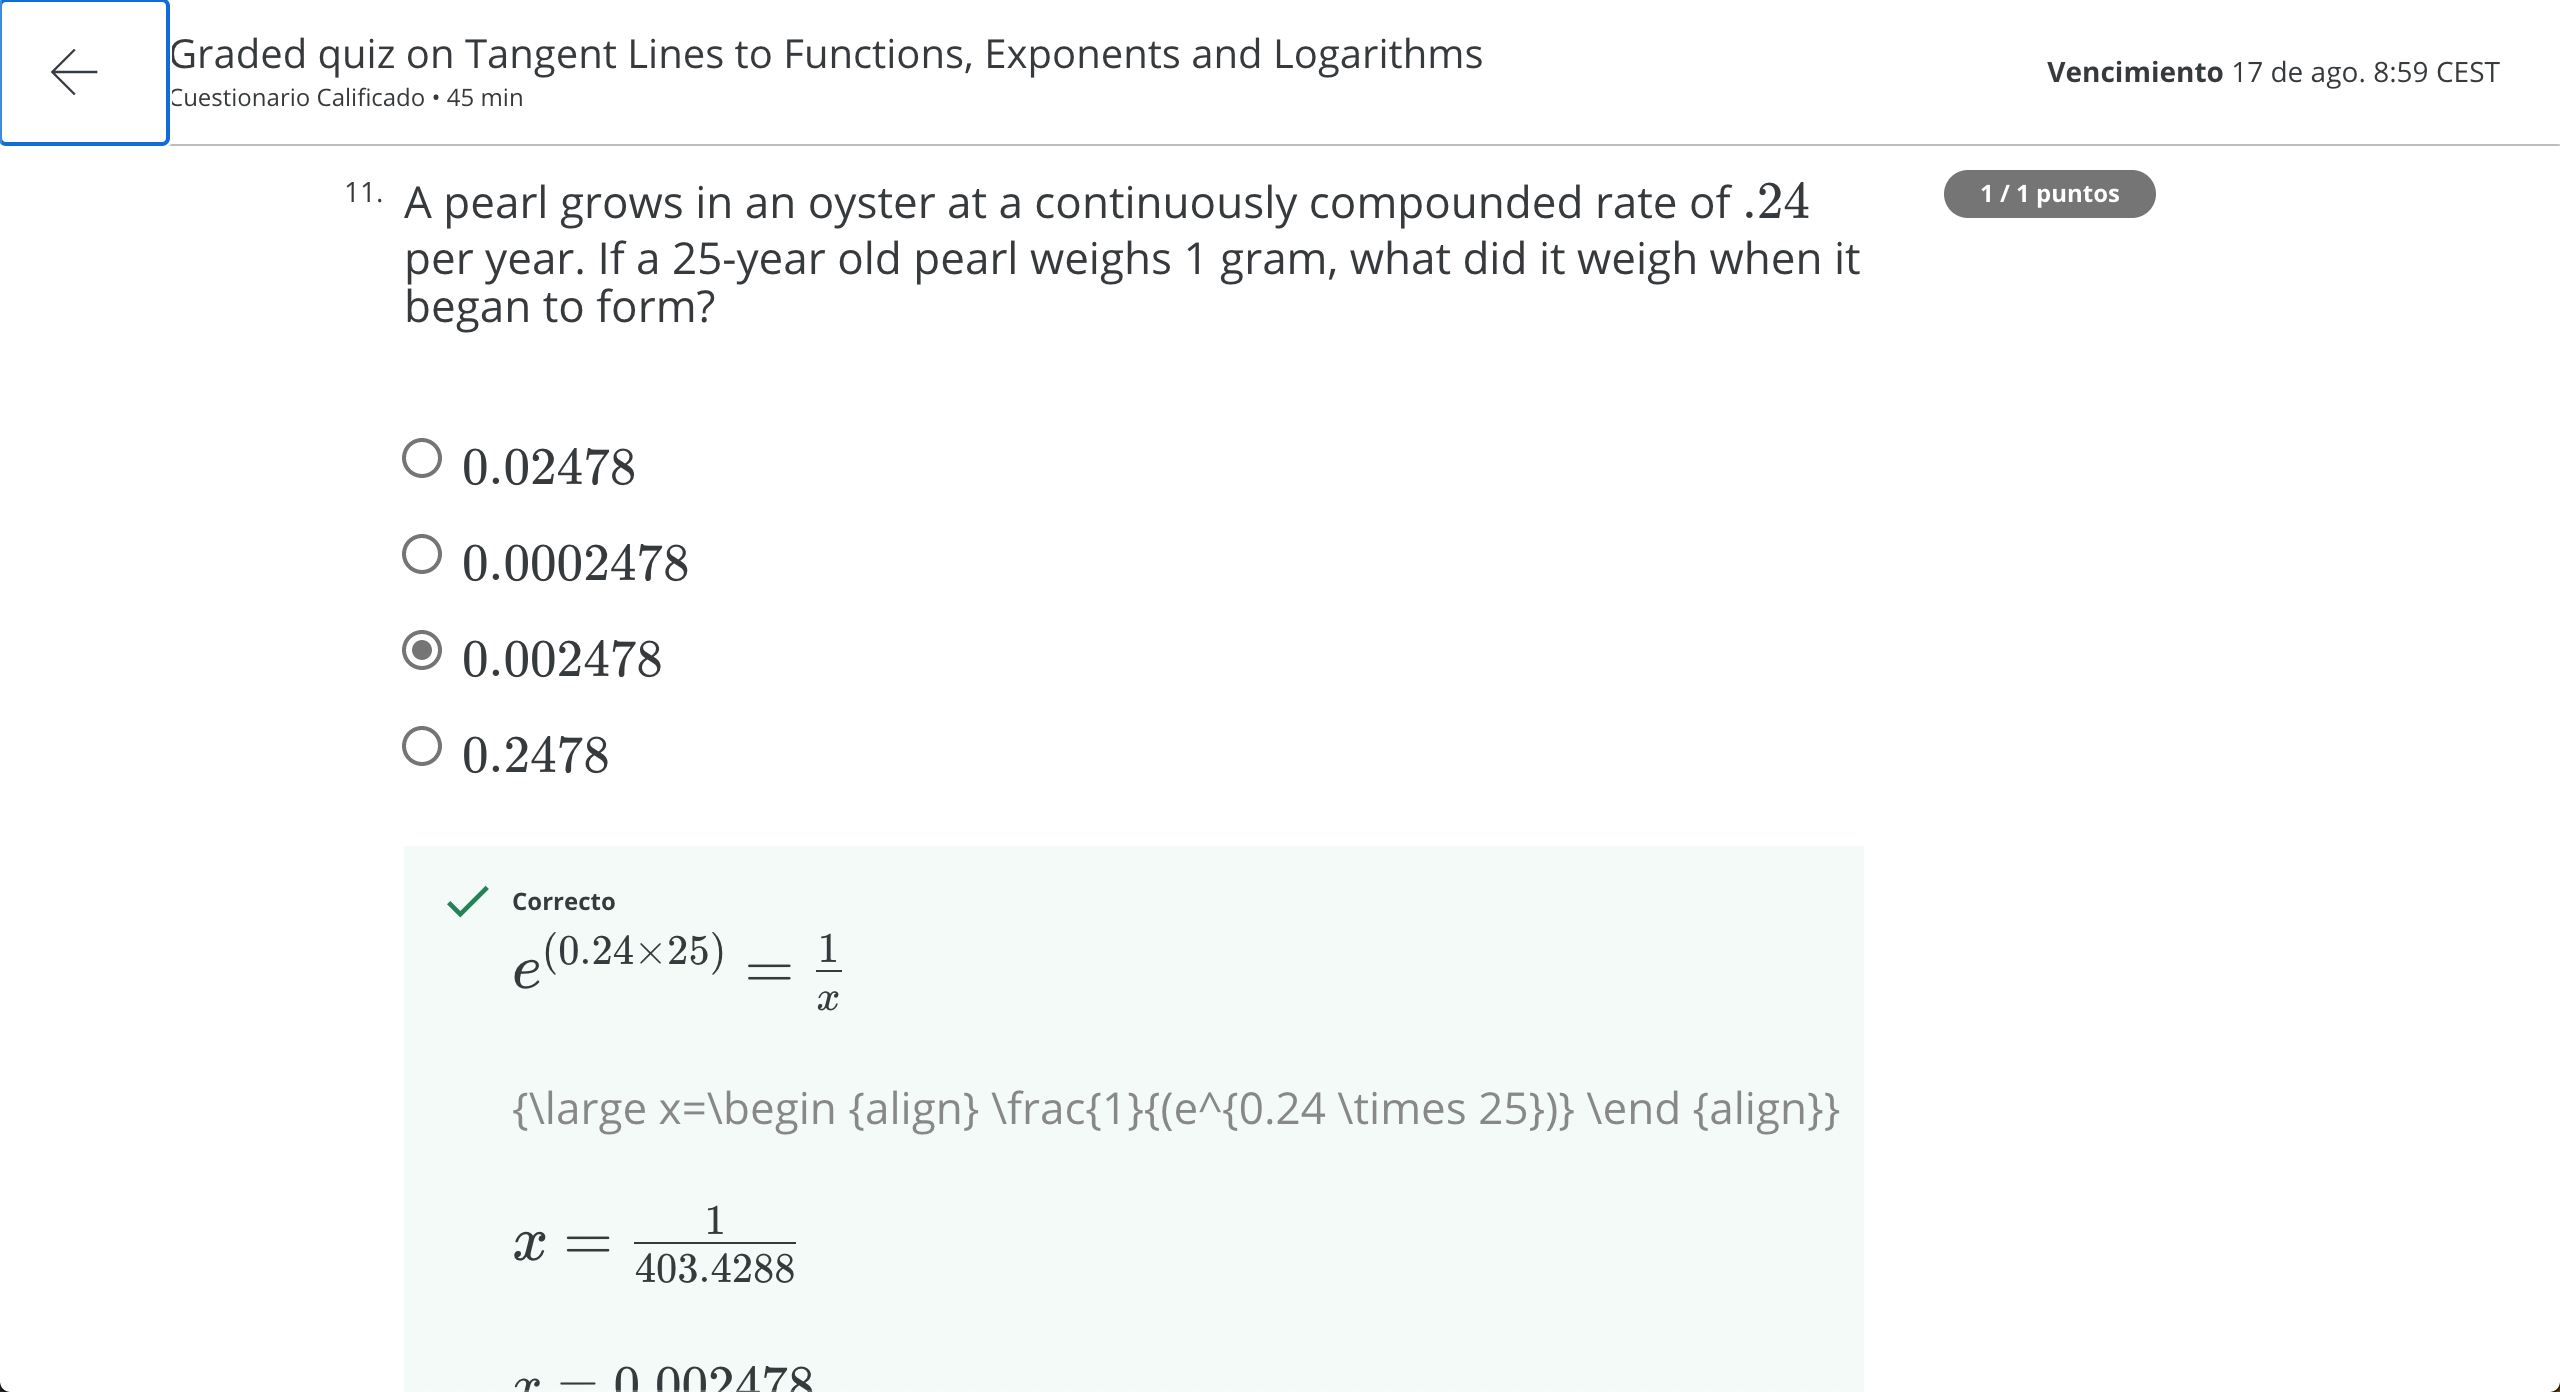 Graded quiz on Tangent Lines to Functions, Exponents and Logarithms
Cuestionario Calificado • 45 min
Vencimiento 17 de ago. 8:59 CEST
11. A pearl grows in an oyster at a continuously compounded rate of .24
per year. If a 25-year old pearl weighs 1 gram, what did it weigh when it
began to form?
1 / 1 puntos
0.02478
0.0002478
0.002478
0.2478
Correcto
e^(0.24×25) = 1/x
{\large x=\begin {align} \frac{1}{(e^{0.24 \times 25})} \end {align}}
x = 1/403.4288
x = 0.002478